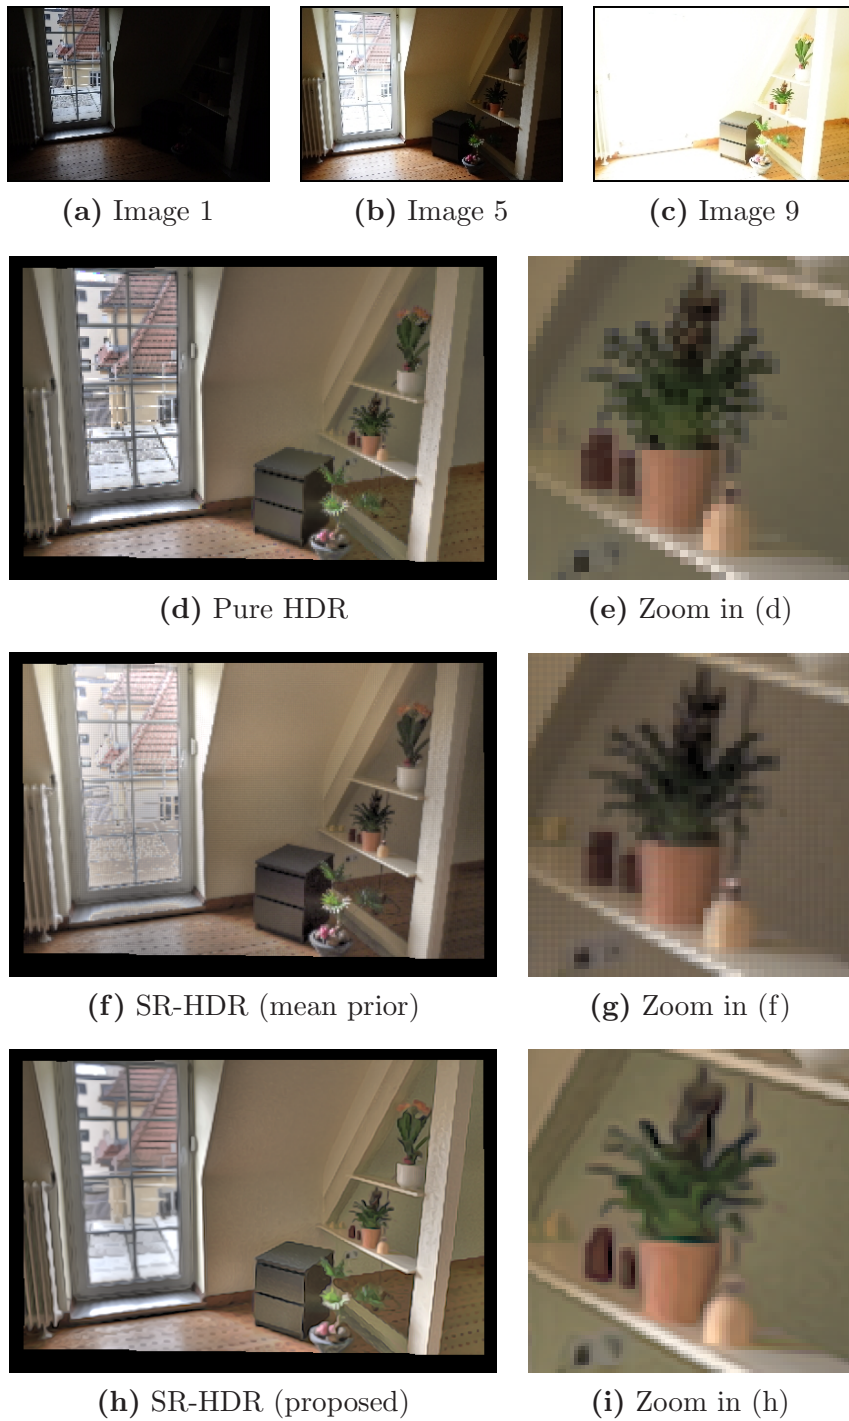 (a) Image 1
(b) Image 5
(c) Image 9
(d) Pure HDR
(e) Zoom in (d)
(f) SR-HDR (mean prior)
(g) Zoom in (f)
(h) SR-HDR (proposed)
(i) Zoom in (h)